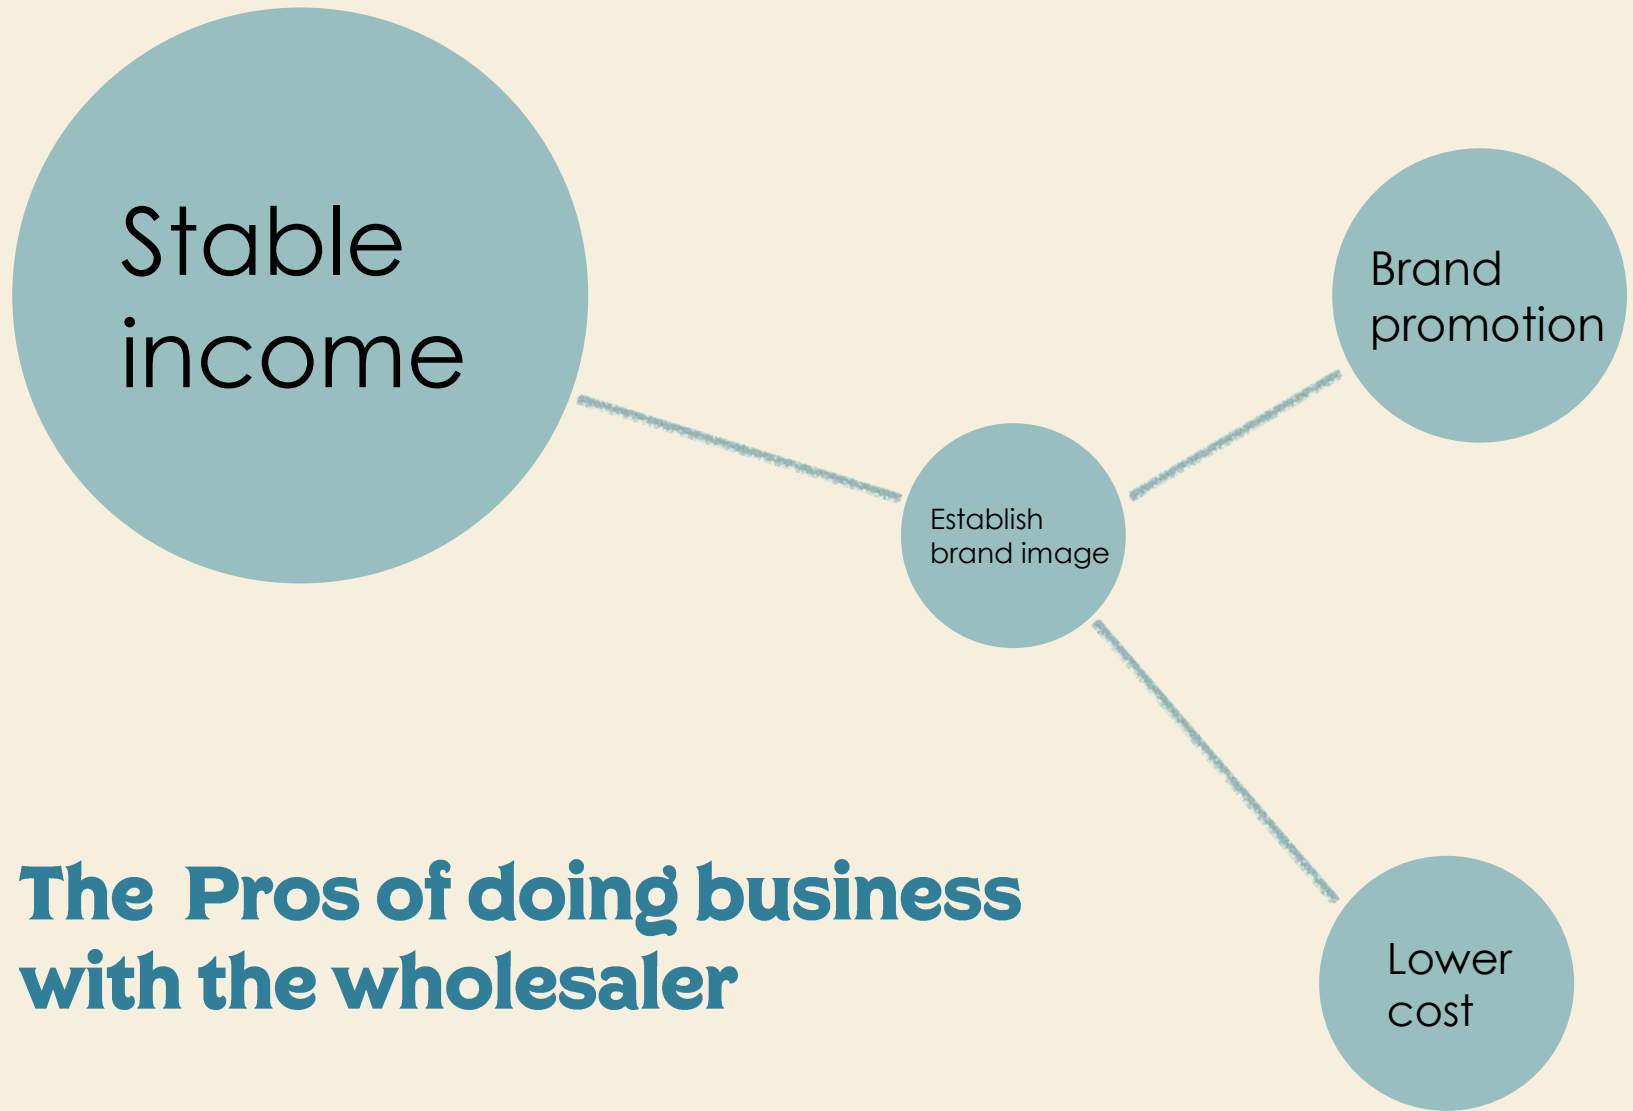 Stable
income
Brand
promotion
Establish
brand image
The Pros of doing business
with the wholesaler
Lower
cost